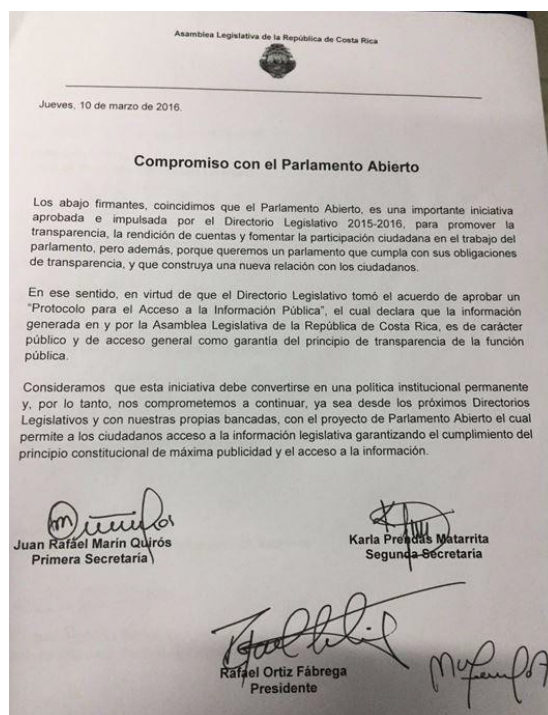 Asamblea Legislativa de la República de Costa Rica
Jueves, 10 de marzo de 2016.
Compromiso con el Parlamento Abierto
Los abajo firmantes, coincidimos que el Parlamento Abierto, es una importante iniciativa
aprobada e impulsada por el Directorio Legislativo 2015-2016, para promover la
transparencia, la rendición de cuentas y fomentar la participación ciudadana en el trabajo del
parlamento, pero además, porque queremos un parlamento que cumpla con sus obligaciones
de transparencia, y que construya una nueva relación con los ciudadanos.
En ese sentido, en virtud de que el Directorio Legislativo tomó el acuerdo de aprobar un
“Protocolo para el Acceso a la Información Pública”, el cual declara que la información
generada en y por la Asamblea Legislativa de la República de Costa Rica, es de carácter
público y de acceso general como garantía del principio de transparencia de la función
pública.
Consideramos que esta iniciativa debe convertirse en una política institucional permanente
y, por lo tanto, nos comprometemos a continuar, ya sea desde los próximos Directorios
Legislativos y con nuestras propias bancadas, con el proyecto de Parlamento Abierto el cual
permite a los ciudadanos acceso a la información legislativa garantizando el cumplimiento del
principio constitucional de máxima publicidad y el acceso a la información.
Juan Rafael Marín Quirós
Primera Secretaría
Karla Prendas Matarrita
Segunda Secretaria
Rafael Ortiz Fábrega
Presidente